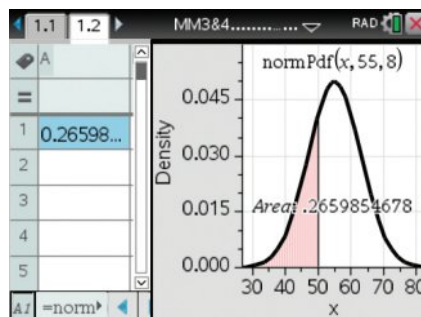 1.1 1.2 MM3&4............... RAD
A
=
1 0.26598...
2
3
4
5
A1 =norm
normPdf(x,55,8)
Density
0.045
0.030
0.015
0.000
Area: .2659854678
30 40 50 60 70 80
x